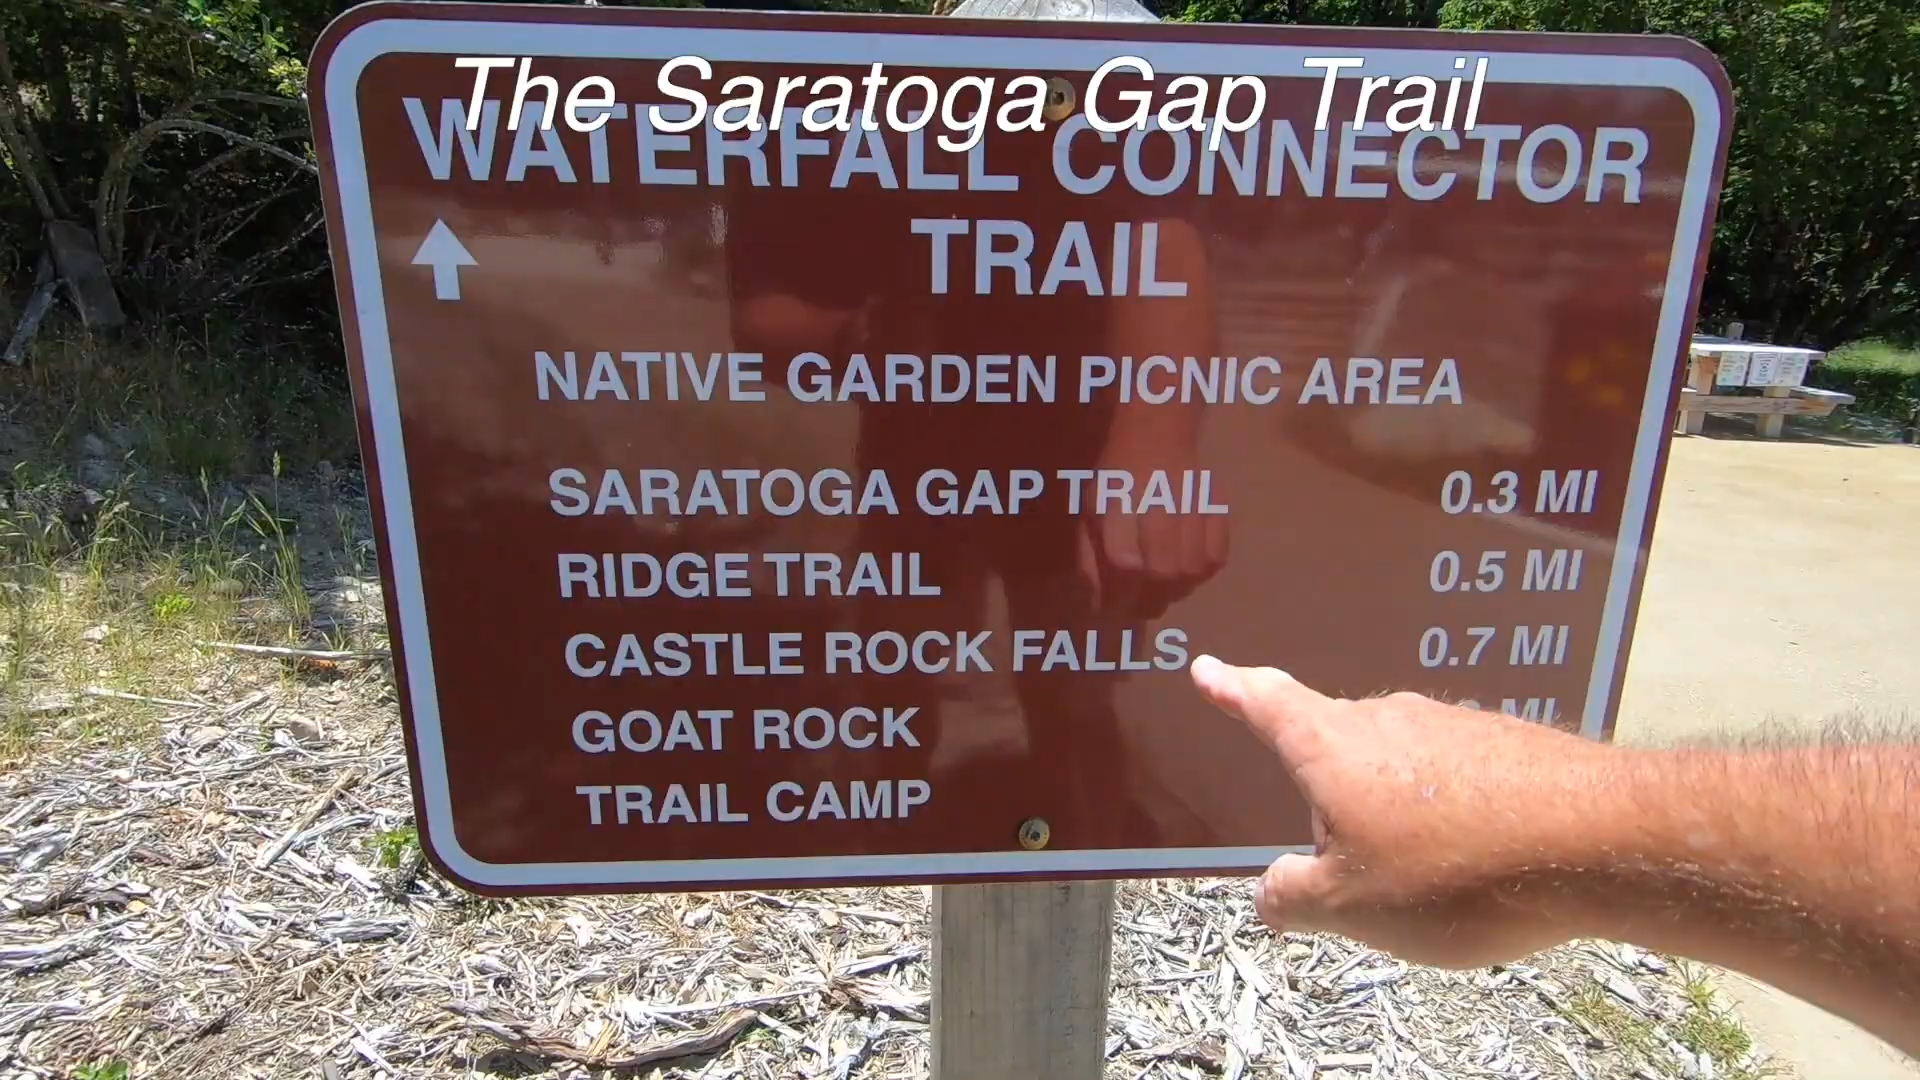 The Saratoga Gap Trail
WATERFALL CONNECTOR
TRAIL
NATIVE GARDEN PICNIC AREA
SARATOGA GAP TRAIL 0.3 MI
RIDGE TRAIL 0.5 MI
CASTLE ROCK FALLS 0.7 MI
GOAT ROCK MI
TRAIL CAMP